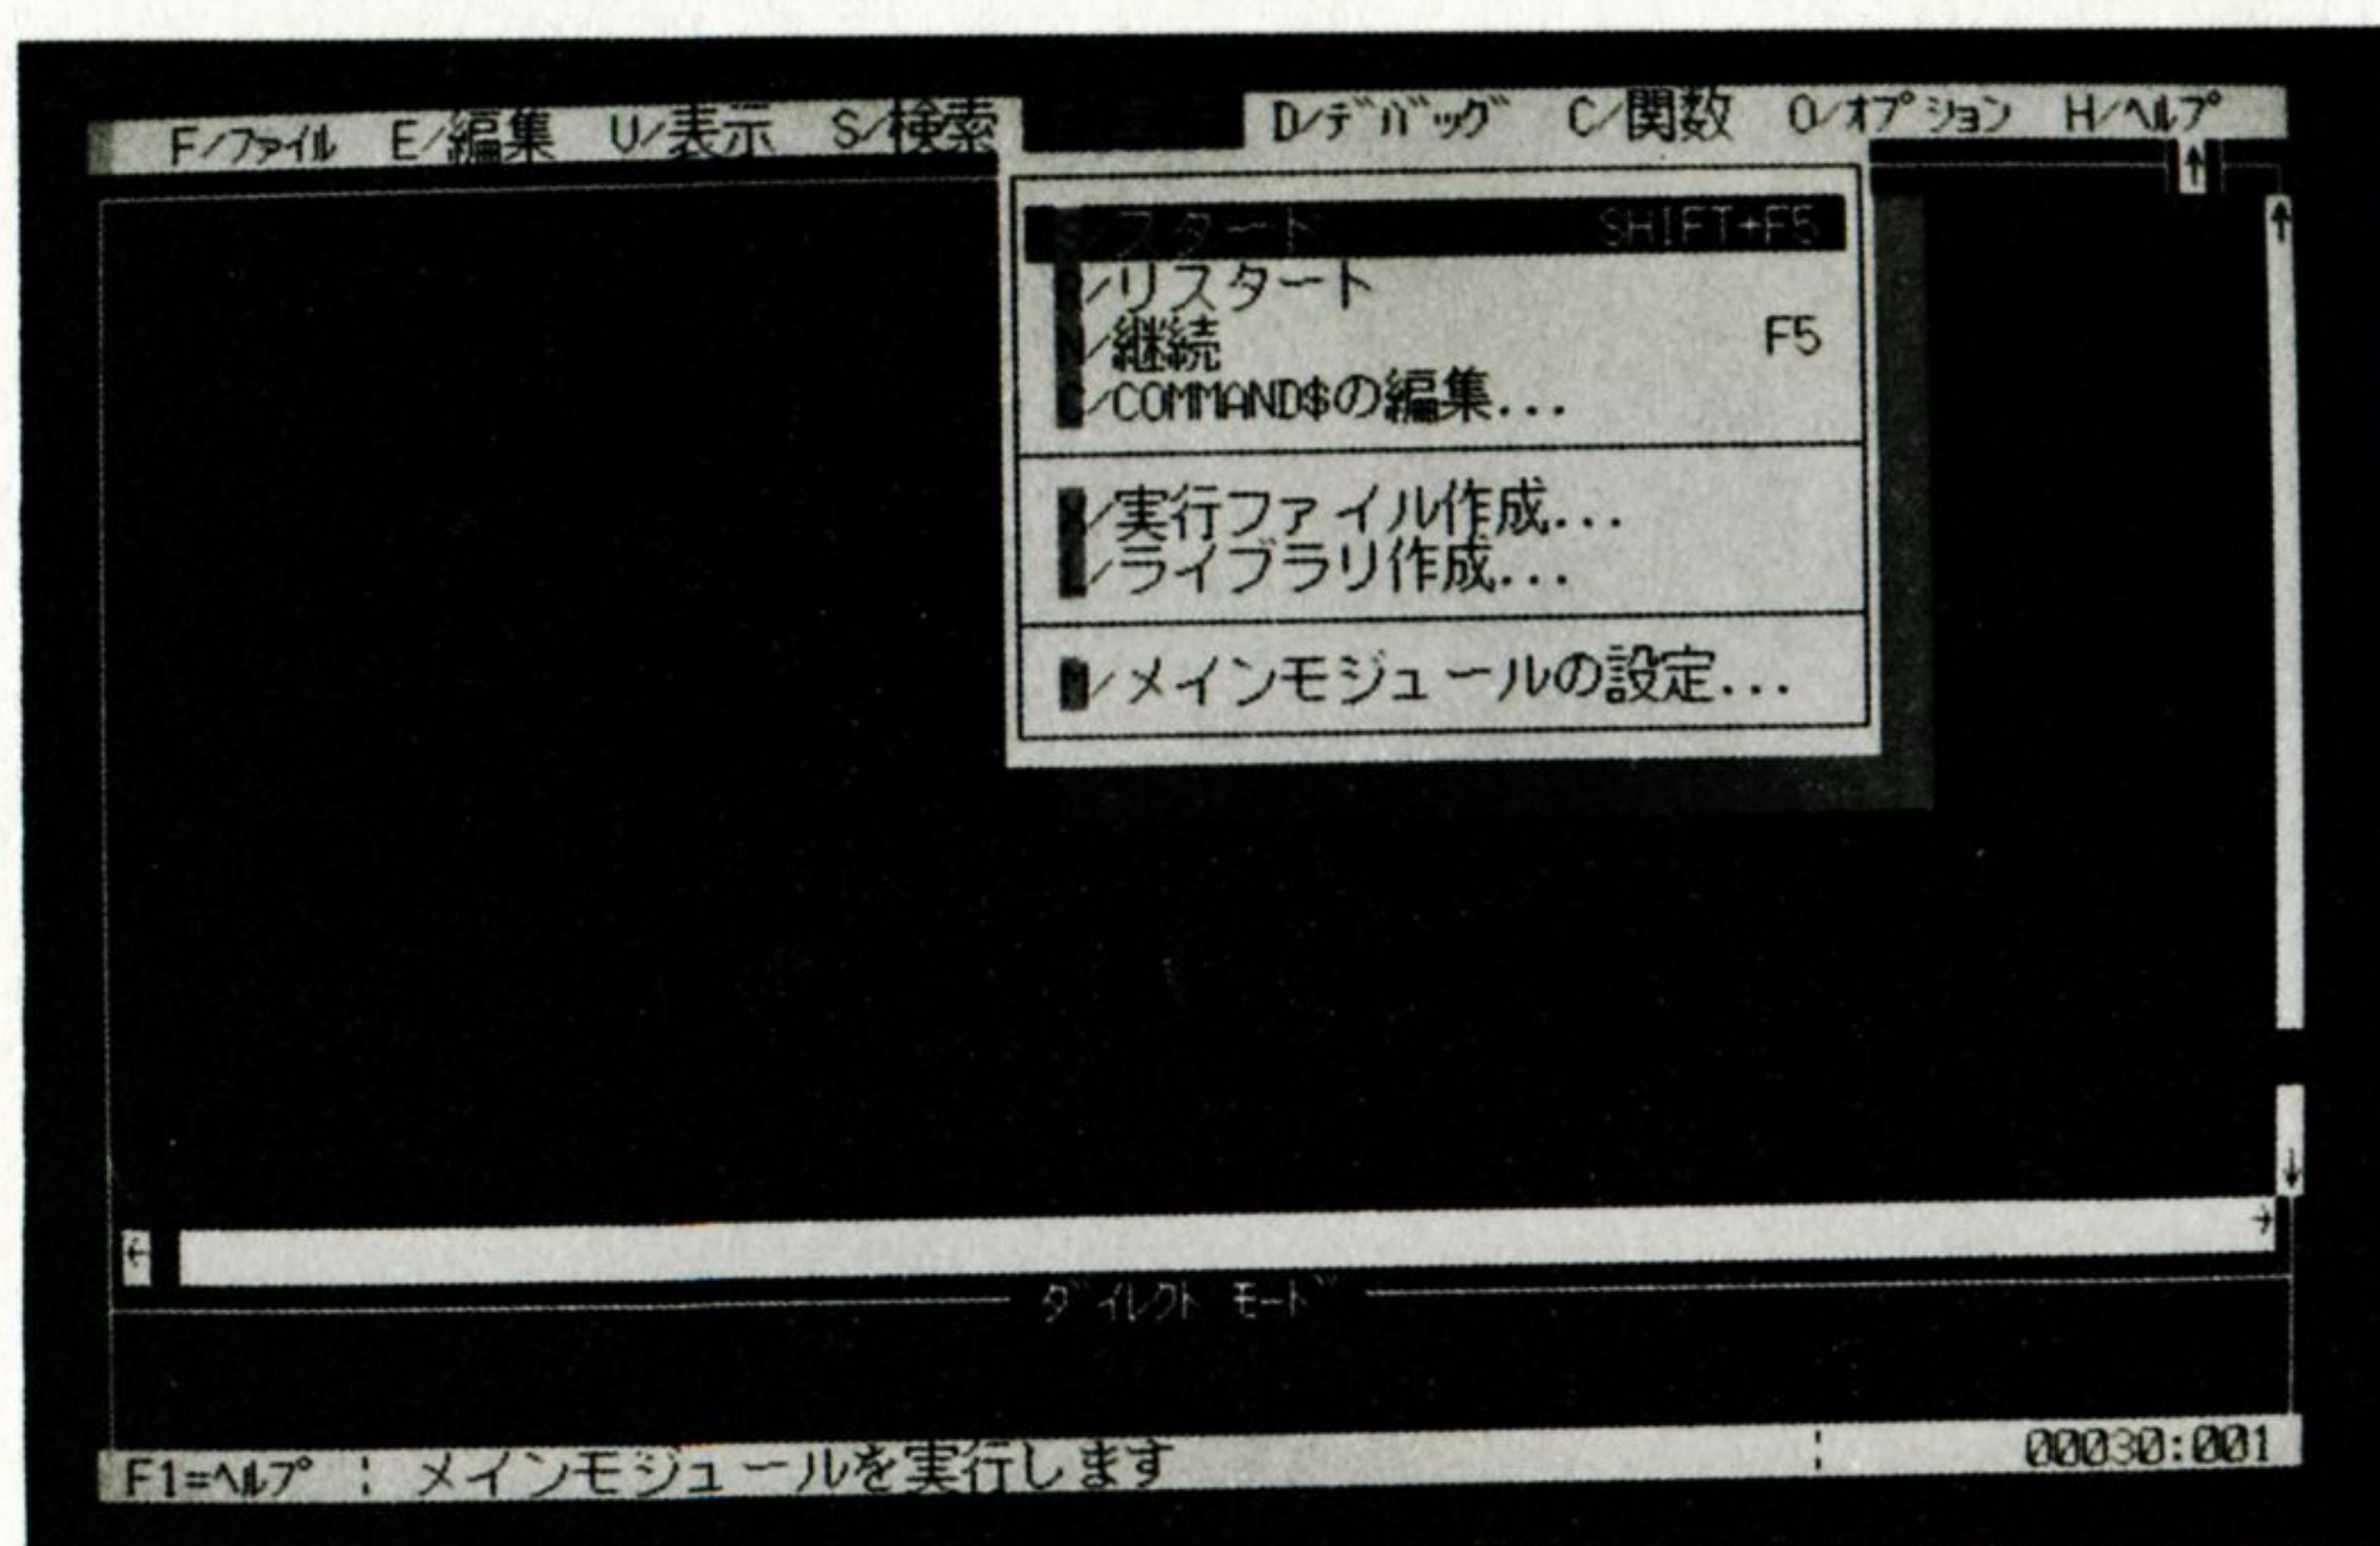 F/ファイル E/編集 U/表示 S/検索 D/デバッグ C/関数 O/オプション H/ヘルプ
S/スタート SHIFT+F5
R/リスタート
N/継続 F5
C/COMMAND$の編集...
X/実行ファイル作成...
L/ライブラリ作成...
M/メインモジュールの設定...
ダイレクト モード
F1=ヘルプ ¦ メインモジュールを実行します ¦ 00030:001